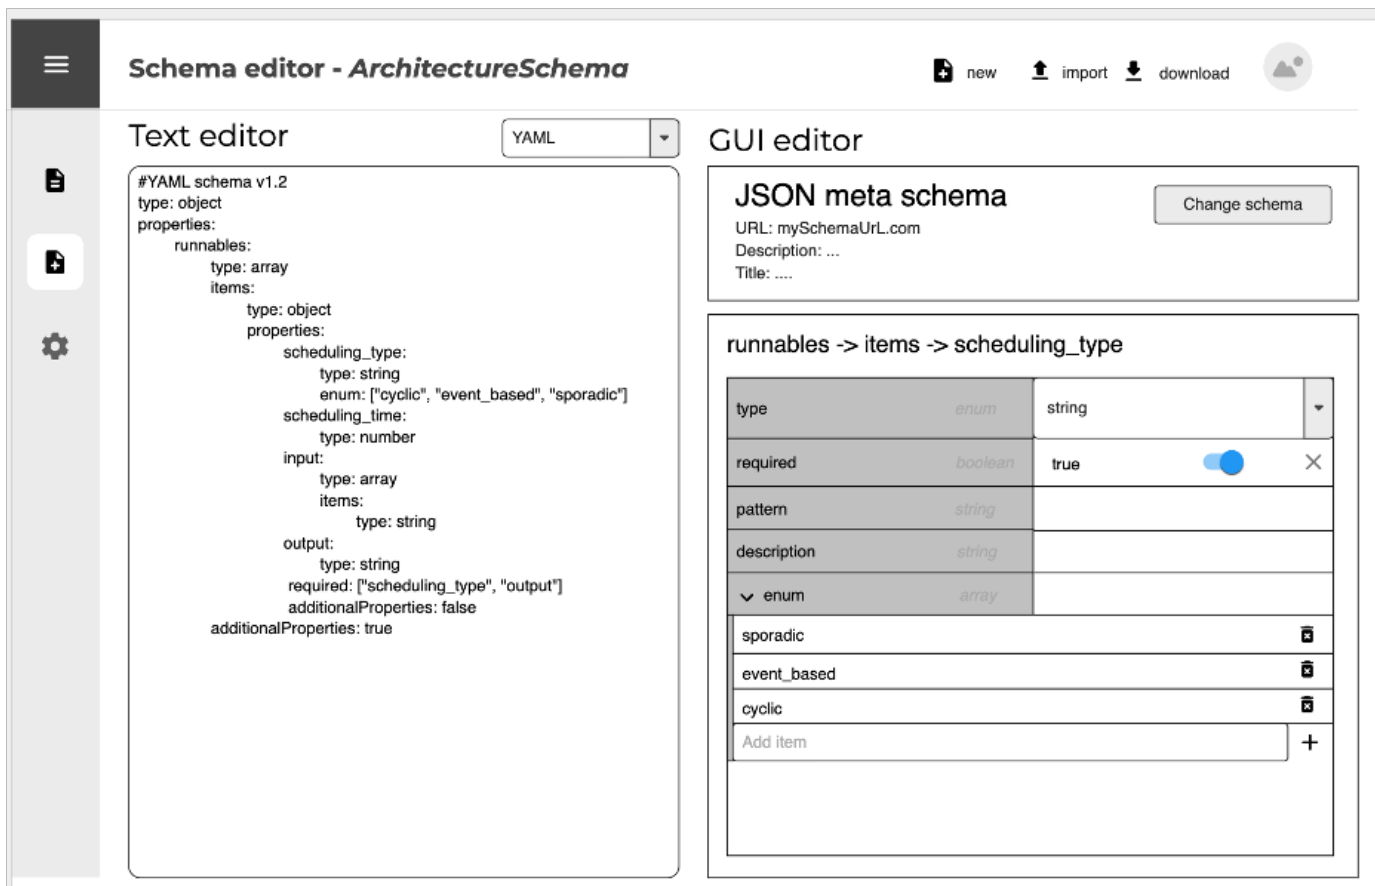 Schema editor - ArchitectureSchema
new import download
Text editor
YAML
#YAML schema v1.2
type: object
properties:
runnables:
type: array
items:
type: object
properties:
scheduling_type:
type: string
enum: ["cyclic", "event_based", "sporadic"]
scheduling_time:
type: number
input:
type: array
items:
type: string
output:
type: string
required: ["scheduling_type", "output"]
additionalProperties: false
additionalProperties: true
GUI editor
JSON meta schema
Change schema
URL: mySchemaUrL.com
Description: ...
Title: ....
runnables -> items -> scheduling_type
type enum string
required boolean true
pattern string
description string
enum array
sporadic
event_based
cyclic
Add item